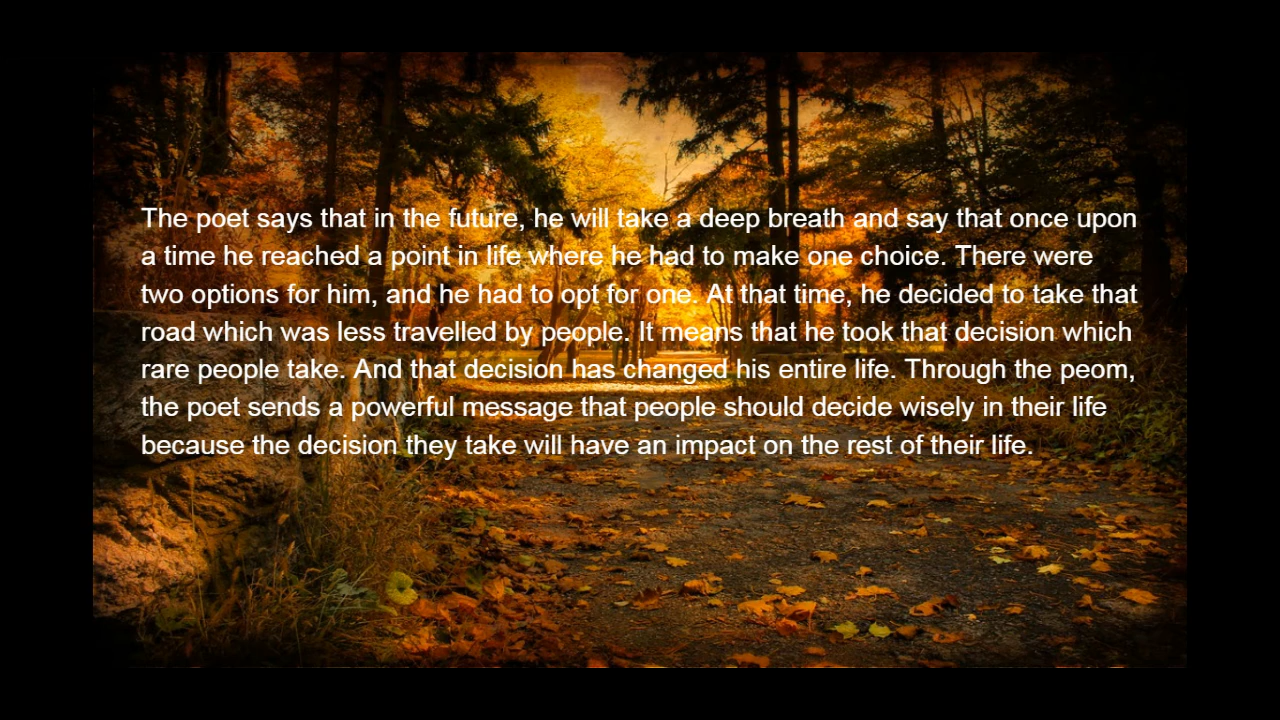 The poet says that in the future, he will take a deep breath and say that once upon
a time he reached a point in life where he had to make one choice. There were
two options for him, and he had to opt for one. At that time, he decided to take that
road which was less travelled by people. It means that he took that decision which
rare people take. And that decision has changed his entire life. Through the peom,
the poet sends a powerful message that people should decide wisely in their life
because the decision they take will have an impact on the rest of their life.